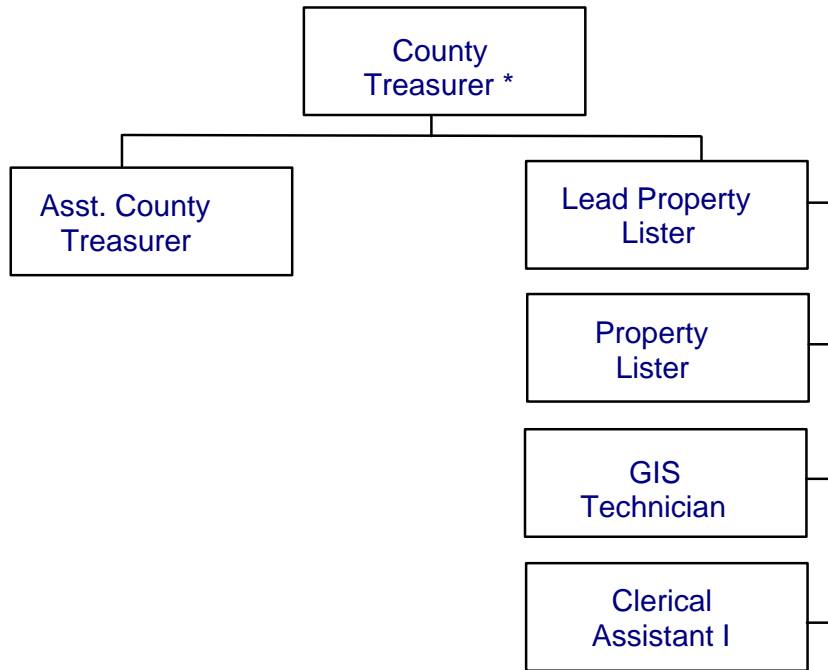 County
Treasurer *
Asst. County
Treasurer
Lead Property
Lister
Property
Lister
GIS
Technician
Clerical
Assistant I